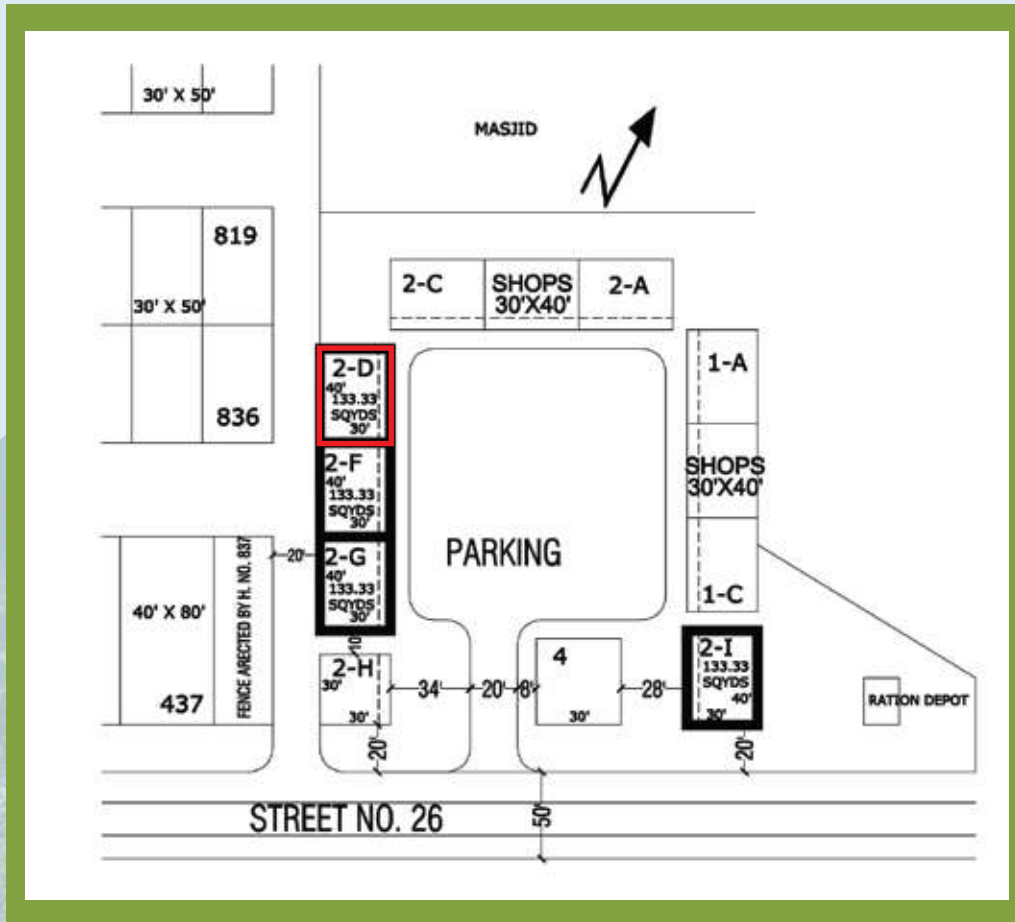 30' X 50'
MASJID
N
819
30' X 50'
836
2-C
SHOPS
30'X40'
2-A
2-D
40'
133.33
SQYDS
30'
2-F
40'
133.33
SQYDS
30'
2-G
40'
133.33
SQYDS
30'
1-A
SHOPS
30'X40'
1-C
PARKING
20'
40' X 80'
437
FENCE ARECTED BY H. NO. 837
10'
2-H
30'
30'
34'
20'
8'
4
30'
28'
2-I
133.33
SQYDS
40'
30'
RATION DEPOT
20'
20'
STREET NO. 26
50'